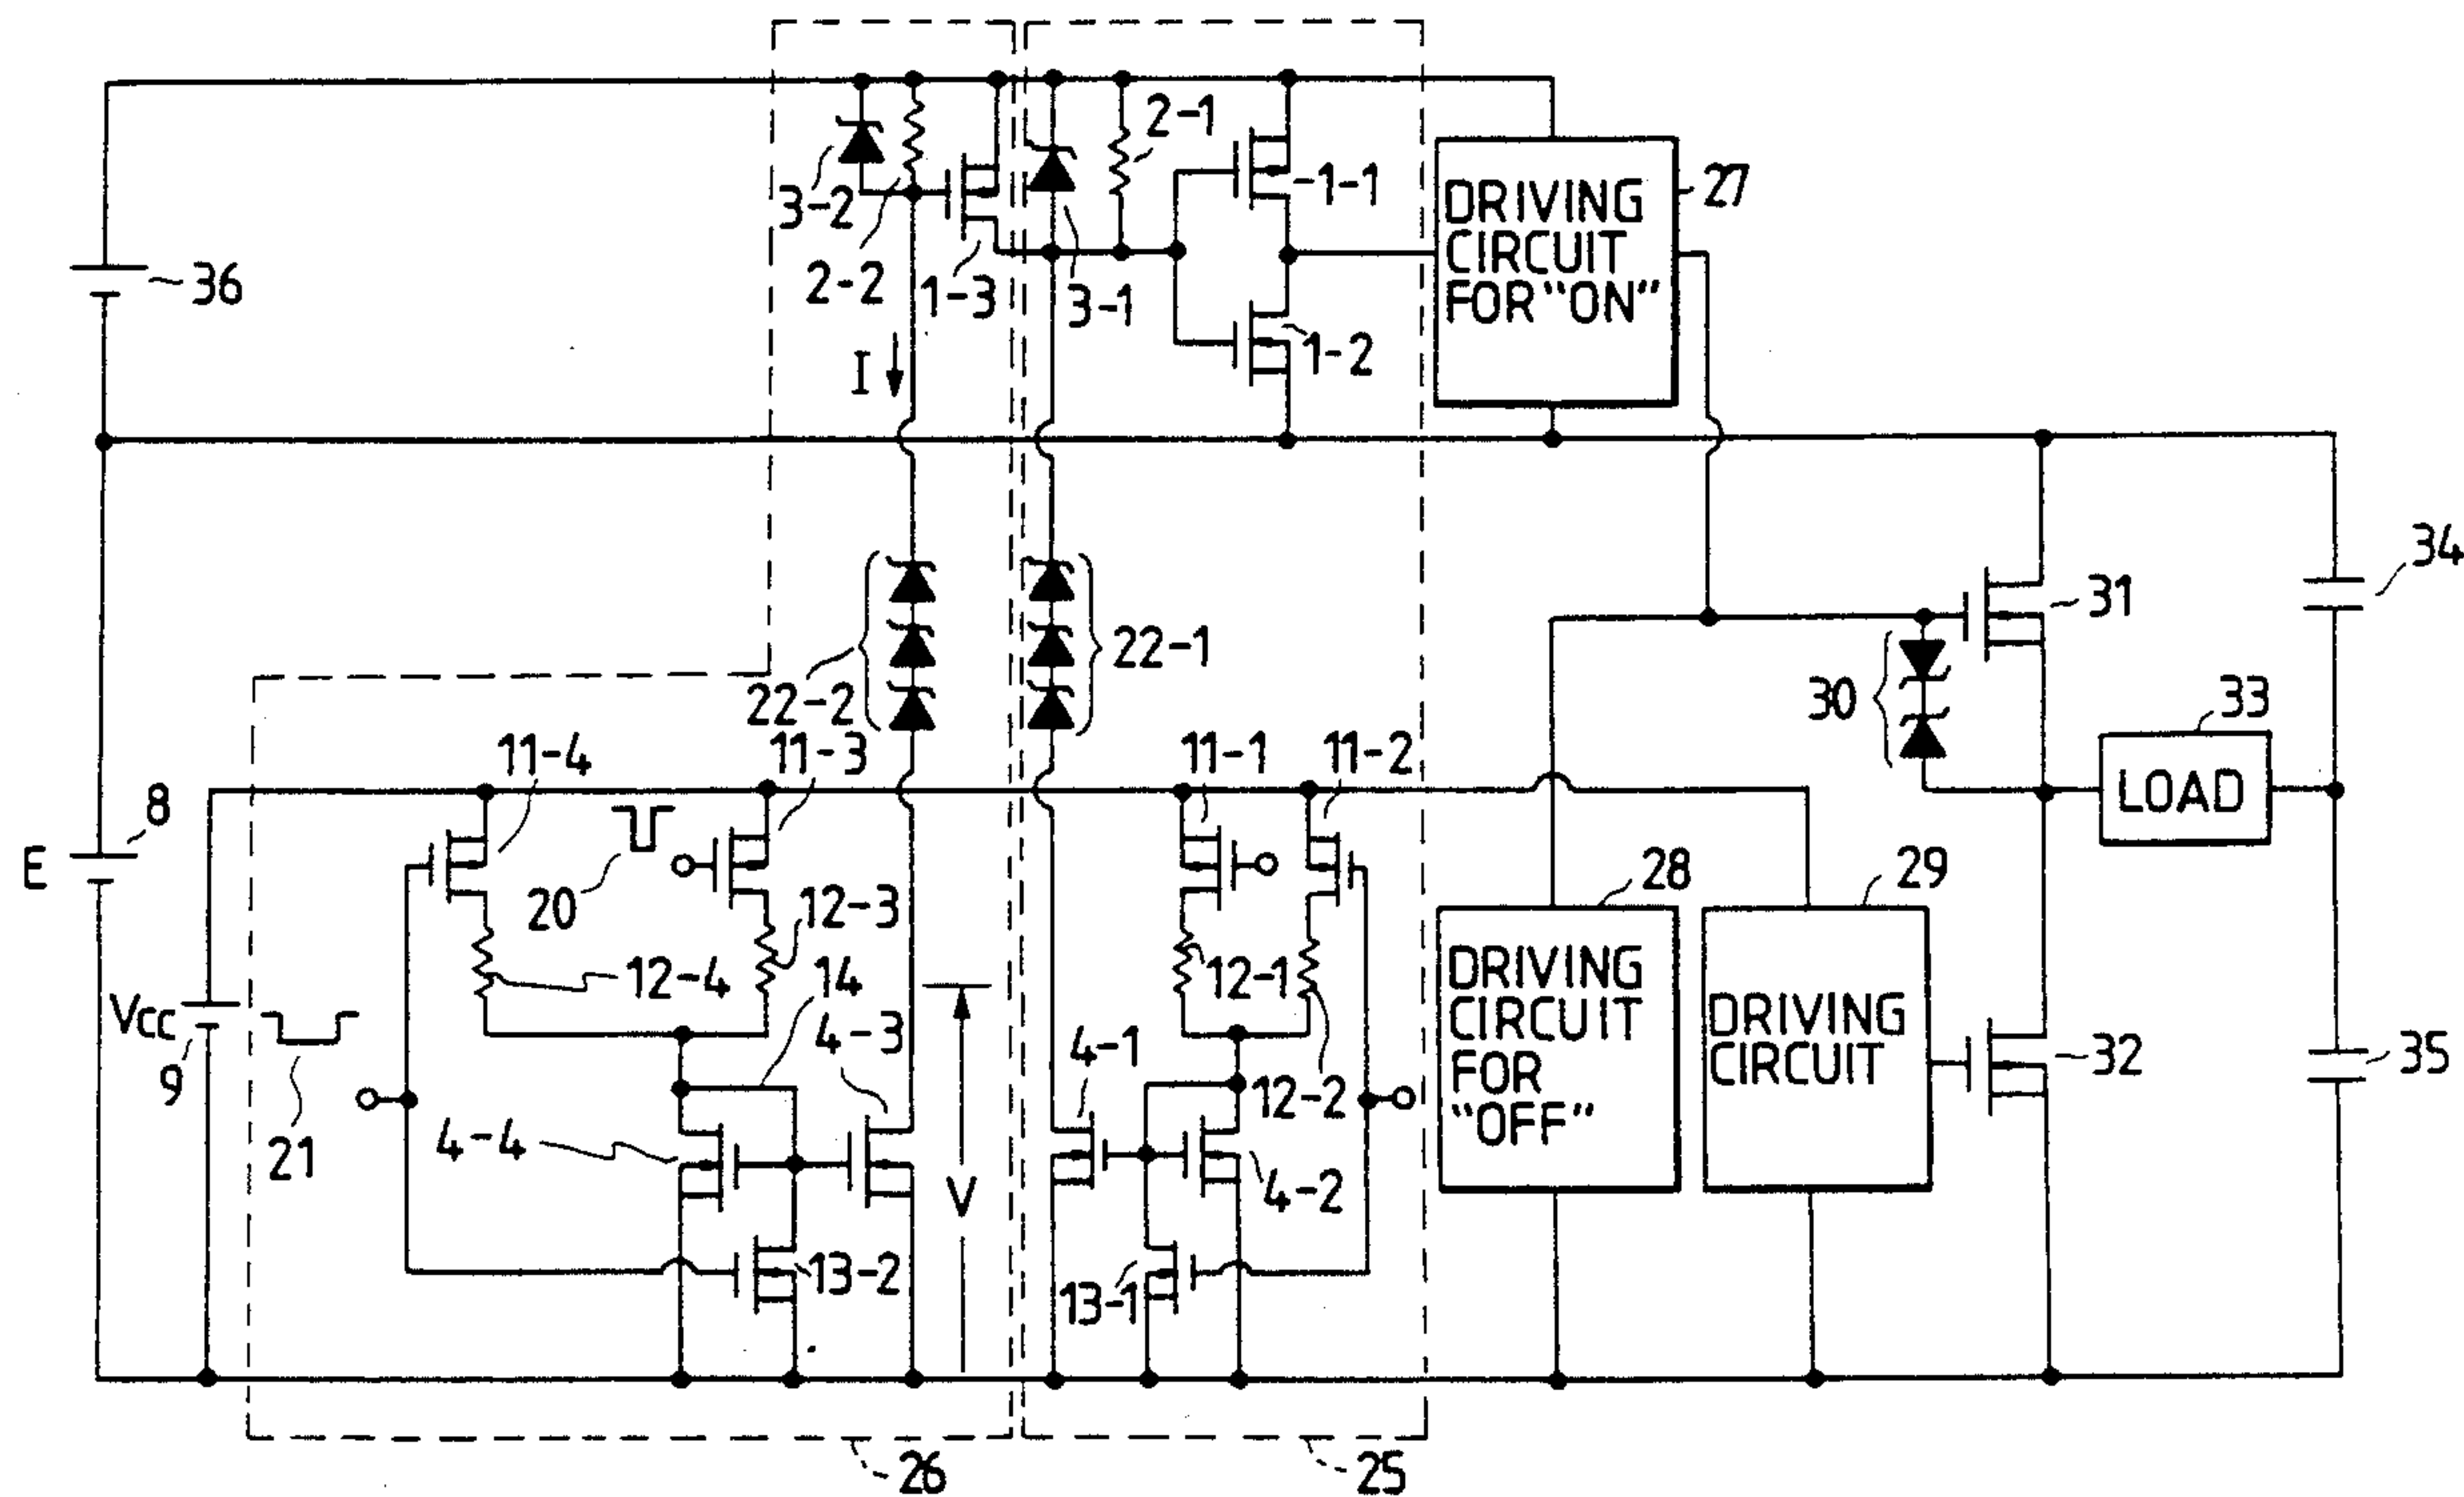 2-1
1-1
27
DRIVING
CIRCUIT
FOR "ON"
3-2
2-2
1-3
3-1
36
I
1-2
34
31
22-1
30
22-2
33
11-4
11-3
11-1
11-2
LOAD
8
E
20
12-3
28
29
12-4
14
12-1
DRIVING
CIRCUIT
FOR
"OFF"
DRIVING
CIRCUIT
VCC
9
4-3
4-1
32
35
12-2
21
4-4
V
4-2
13-2
13-1
26
25